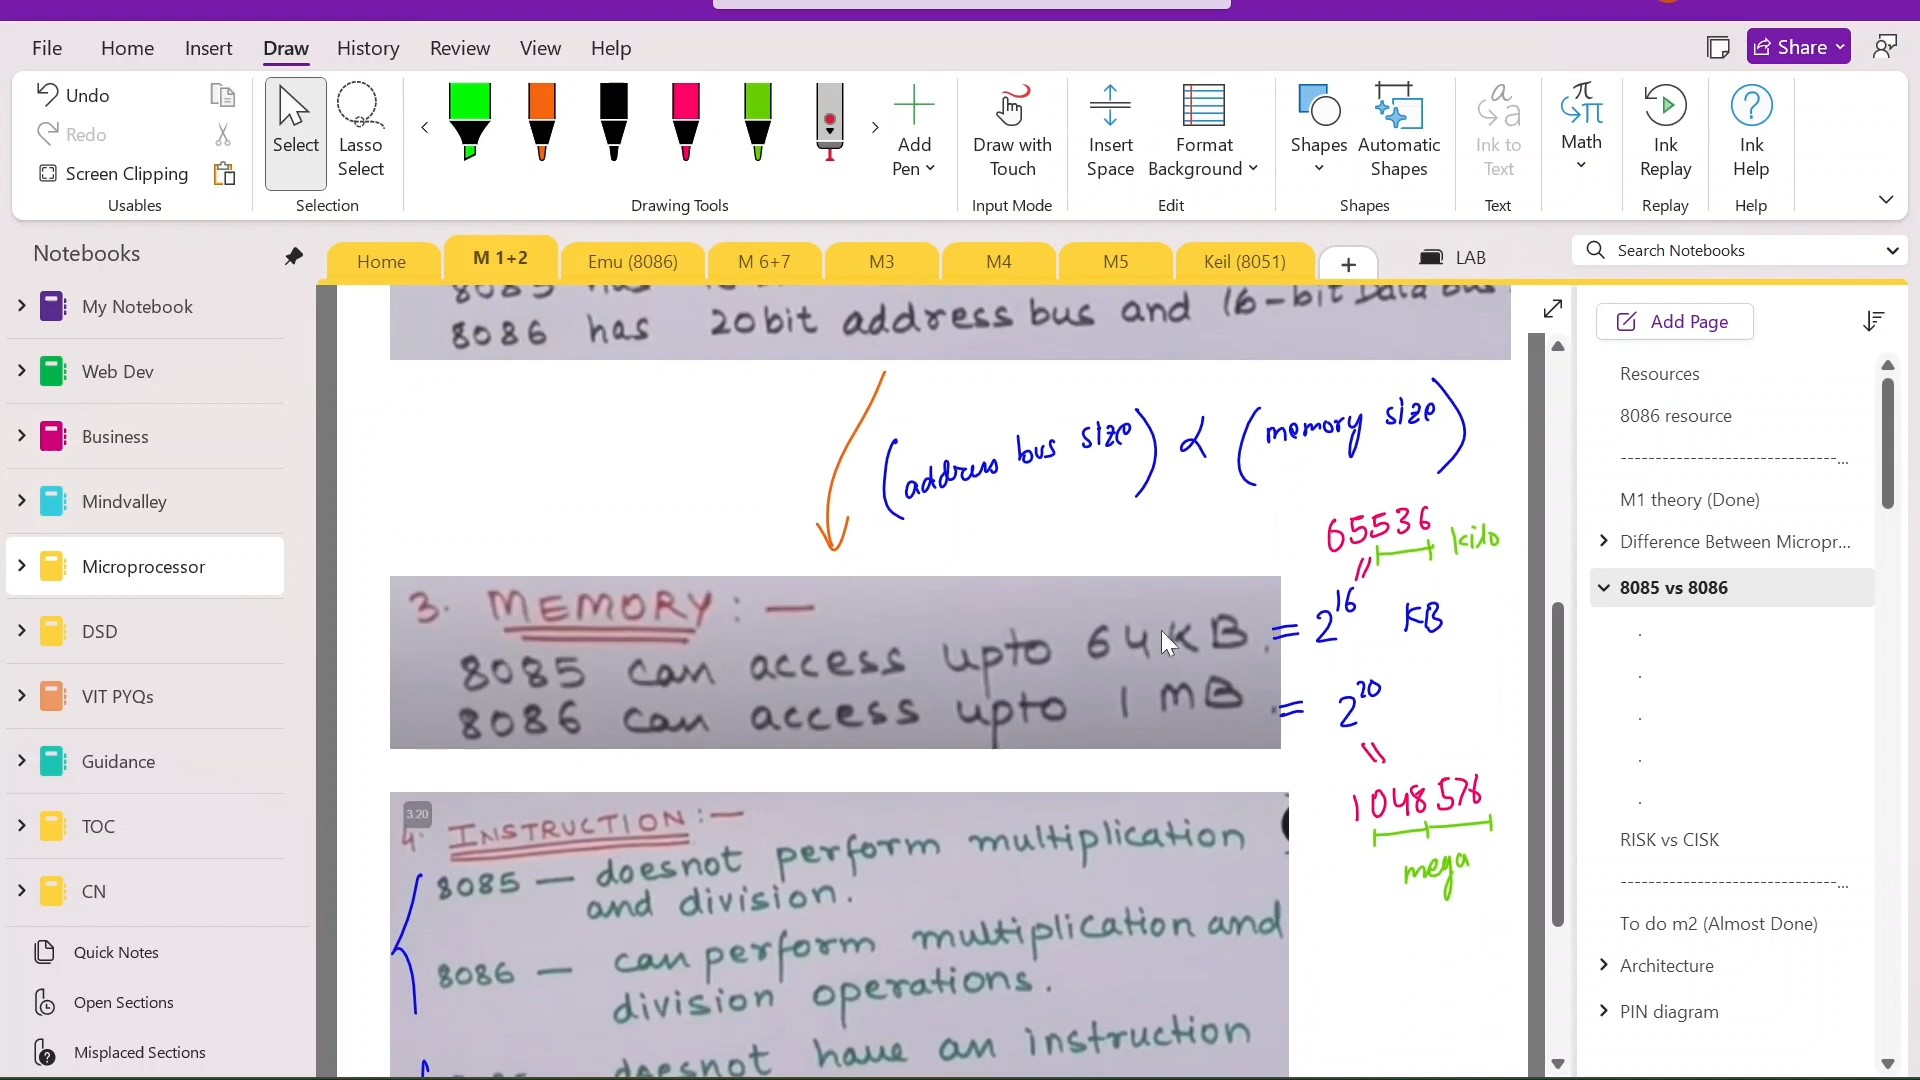 File Home Insert Draw History Review View Help Share
Undo
Redo
Screen Clipping
Usables
Select
Lasso Select
Selection
Drawing Tools
Add Pen
Draw with Touch
Input Mode
Insert Space
Format Background
Edit
Shapes
Automatic Shapes
Shapes
Ink to Text
Text
Math
Ink Replay
Replay
Ink Help
Help
Notebooks
Home M 1+2 Emu (8086) M 6+7 M3 M4 M5 Keil (8051) + LAB
Search Notebooks
My Notebook
Web Dev
Business
Mindvalley
Microprocessor
DSD
VIT PYQs
Guidance
TOC
CN
Quick Notes
Open Sections
Misplaced Sections
8085 has
8086 has 20bit address bus and 16-bit Data bus.
(address bus size) ∝ (memory size)
65536
kilo
3. MEMORY : —
8085 can access upto 64KB. = 2^16 KB
8086 can access upto 1 MB. = 2^20
1048576
mega
3.20
4. INSTRUCTION :—
8085 — doesnot perform multiplication
and division.
8086 — can perform multiplication and
division operations.
doesnot have an instruction
Add Page
Resources
8086 resource
-------------------------------...
M1 theory (Done)
Difference Between Micropr...
8085 vs 8086
.
.
.
.
.
RISK vs CISK
-------------------------------...
To do m2 (Almost Done)
Architecture
PIN diagram